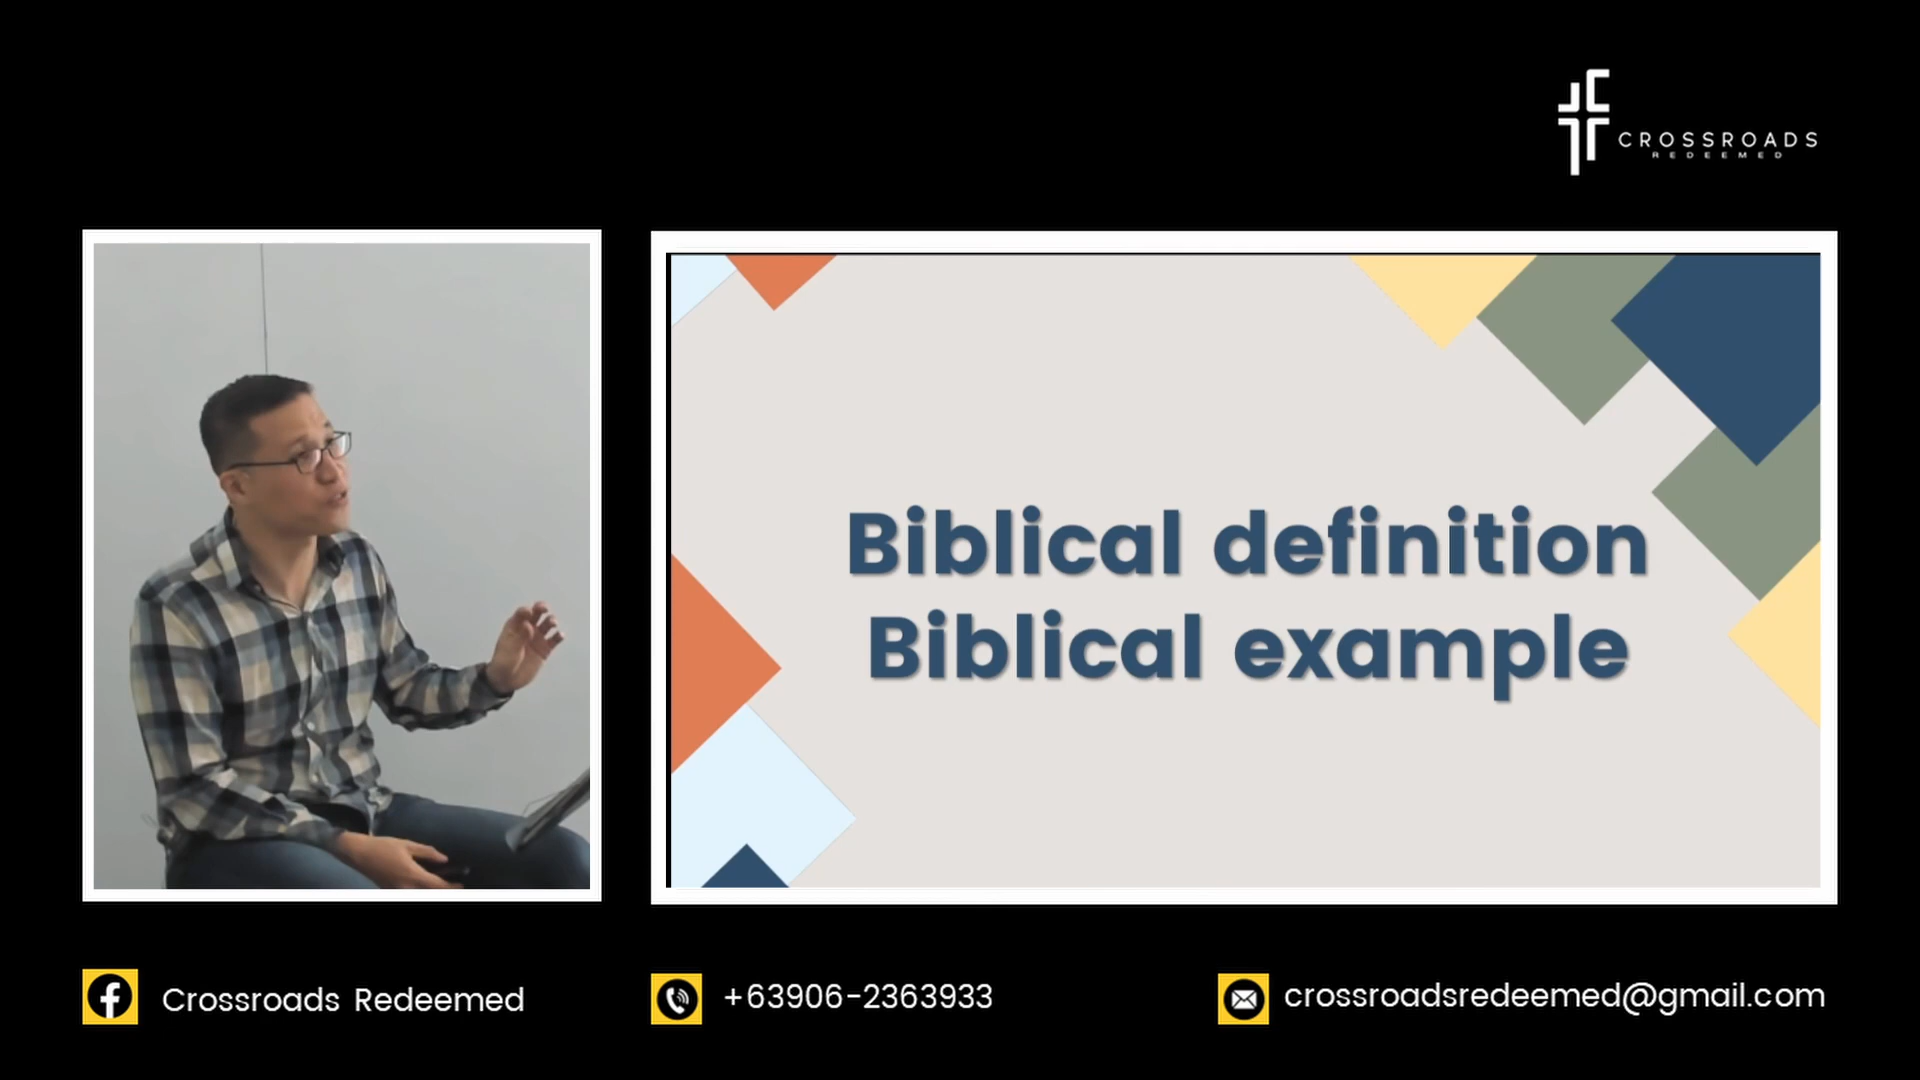 CROSSROADS
REDEEMED
Biblical definition
Biblical example
Crossroads Redeemed
+63906-2363933
crossroadsredeemed@gmail.com